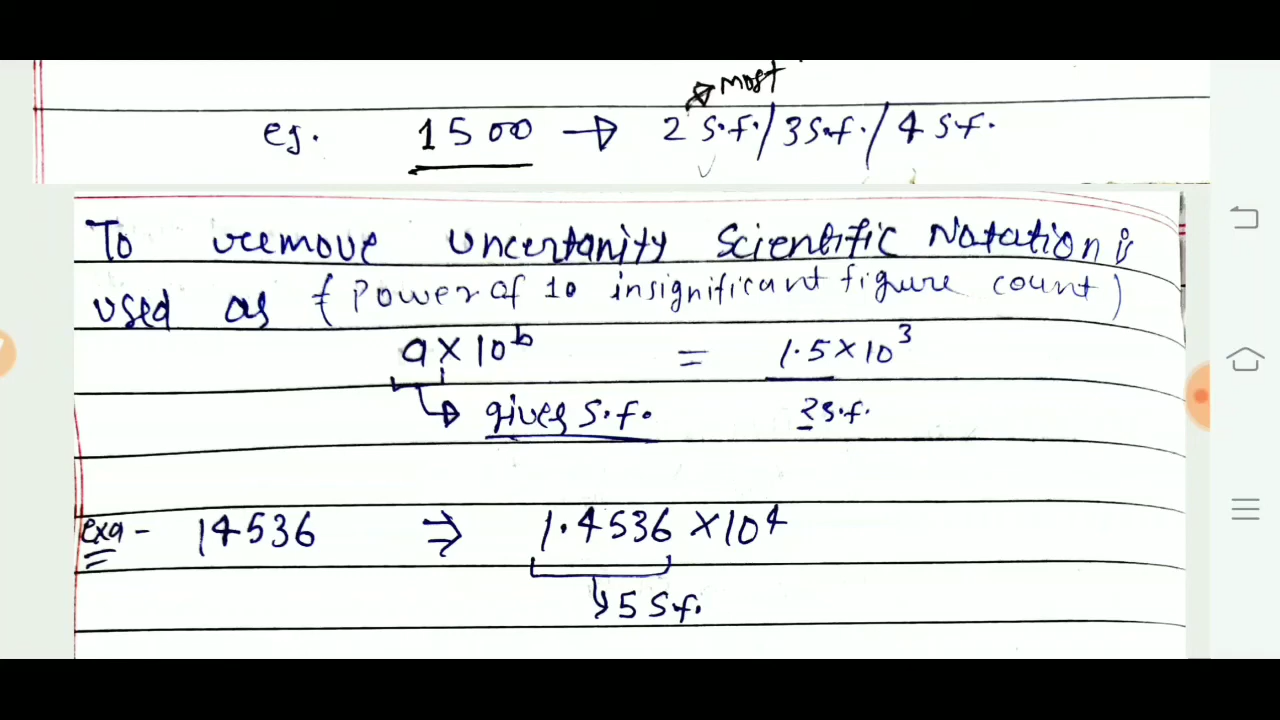 most
eg. 1500 → 2 s.f./3 s.f./4 s.f.
To remove uncertanity Scientific Notation is
used as { Power of 10 insignificant figure count )
a × 10^b = 1.5 × 10^3
gives S.f. 2 s.f.
exa - 14536 ⇒ 1.4536 × 10^4
5 s.f.